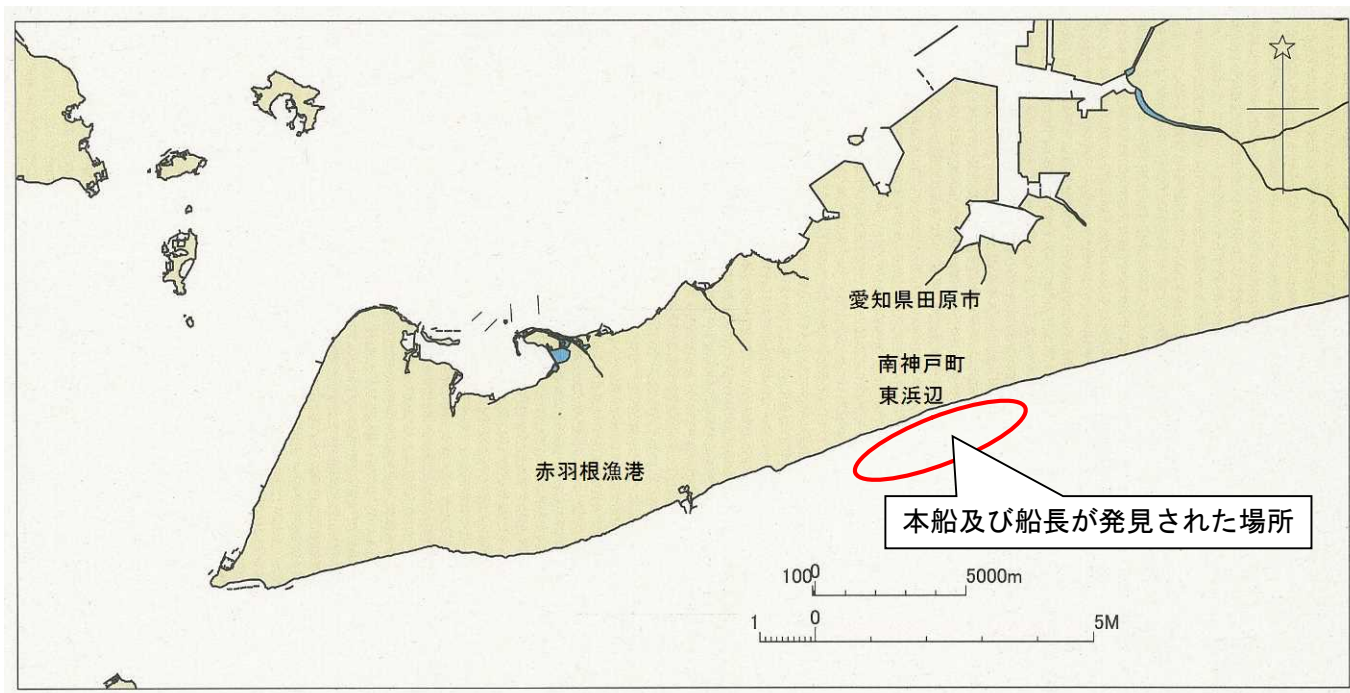 愛知県田原市
南神戸町
東浜辺
赤羽根漁港
本船及び船長が発見された場所
1000 5000m
1 0 5M